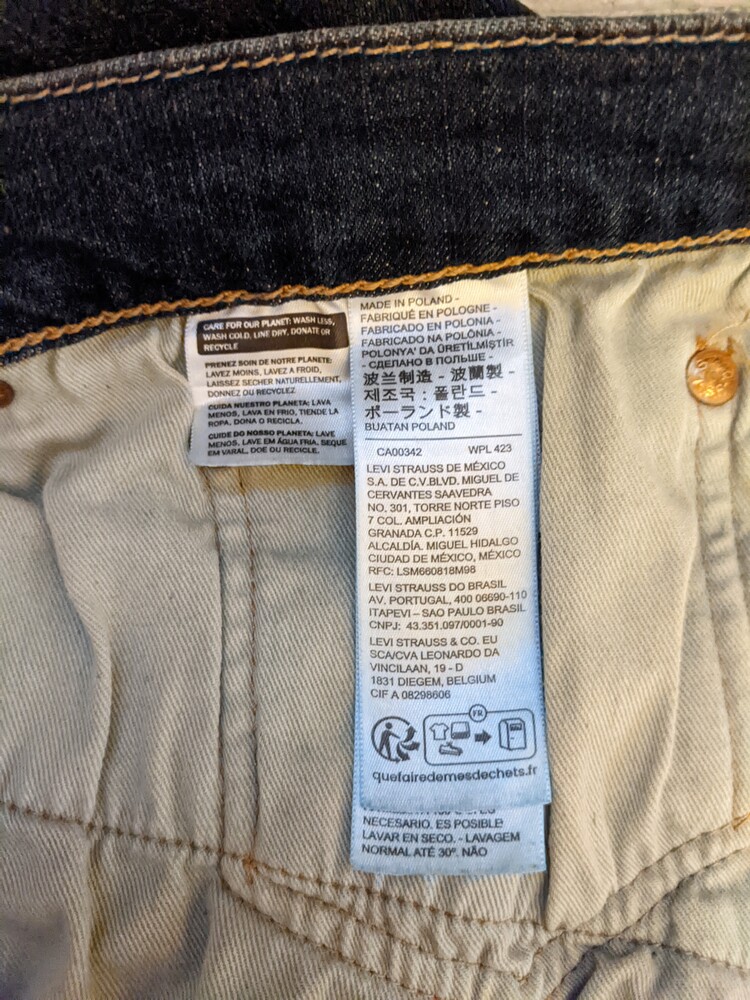 CARE FOR OUR PLANET: WASH LESS,
WASH COLD, LINE DRY, DONATE OR
RECYCLE
PRENEZ SOIN DE NOTRE PLANETE:
LAVEZ MOINS, LAVEZ A FROID,
LAISSEZ SECHER NATURELLEMENT,
DONNEZ OU RECYCLEZ
CUIDA NUESTRO PLANETA: LAVA
MENOS, LAVA EN FRIO, TIENDE LA
ROPA, DONA O RECICLA.
CUIDE DO NOSSO PLANETA: LAVE
MENOS, LAVE EM ÁGUA FRIA, SEQUE
EM VARAL, DOE OU RECICLE.
MADE IN POLAND -
FABRIQUÉ EN POLOGNE -
FABRICADO EN POLONIA -
FABRICADO NA POLÔNIA -
POLONYA' DA ÜRETİLMİŞTİR
- СДЕЛАНО В ПОЛЬШЕ -
波兰制造 - 波蘭製 -
제조국 : 폴란드 -
ポーランド製 -
BUATAN POLAND
CA00342 WPL 423
LEVI STRAUSS DE MÉXICO
S.A. DE C.V.BLVD. MIGUEL DE
CERVANTES SAAVEDRA
NO. 301, TORRE NORTE PISO
7 COL. AMPLIACIÓN
GRANADA C.P. 11529
ALCALDÍA. MIGUEL HIDALGO
CIUDAD DE MÉXICO, MÉXICO
RFC: LSM660818M98
LEVI STRAUSS DO BRASIL
AV. PORTUGAL, 400 06690-110
ITAPEVI – SAO PAULO BRASIL
CNPJ: 43.351.097/0001-90
LEVI STRAUSS & CO. EU
SCA/CVA LEONARDO DA
VINCILAAN, 19 - D
1831 DIEGEM, BELGIUM
CIF A 08298606
FR
quefairedemesdechets.fr
NECESARIO. ES POSIBLE
LAVAR EN SECO. - LAVAGEM
NORMAL ATÉ 30º. NÃO